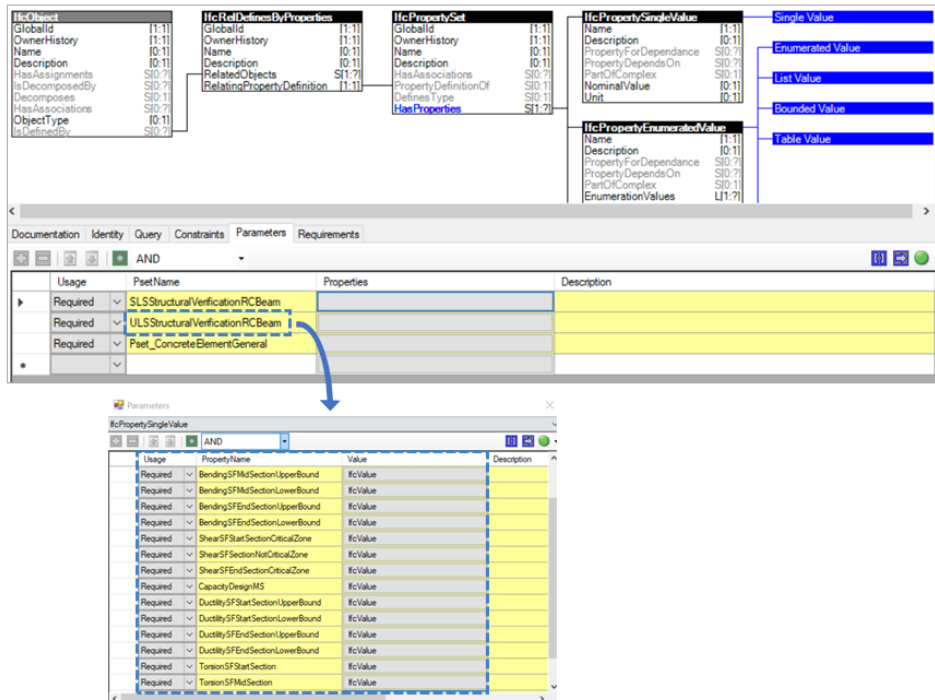 IfcObject
GlobalId [1:1]
OwnerHistory [1:1]
Name [0:1]
Description [0:1]
HasAssignments S[0:?]
IsDecomposedBy S[0:?]
Decomposes S[0:1]
HasAssociations S[0:?]
ObjectType [0:1]
IsDefinedBy S[0:?]
IfcRelDefinesByProperties
GlobalId [1:1]
OwnerHistory [1:1]
Name [0:1]
Description [0:1]
RelatedObjects S[1:?]
RelatingPropertyDefinition [1:1]
IfcPropertySet
GlobalId [1:1]
OwnerHistory [1:1]
Name [0:1]
Description [0:1]
HasAssociations S[0:?]
PropertyDefinitionOf S[0:1]
DefinesType S[0:1]
HasProperties S[1:?]
IfcPropertySingleValue
Name [1:1]
Description [0:1]
PropertyForDependance S[0:?]
PropertyDependsOn S[0:?]
PartOfComplex S[0:1]
NominalValue [0:1]
Unit [0:1]
IfcPropertyEnumeratedValue
Name [1:1]
Description [0:1]
PropertyForDependance S[0:?]
PropertyDependsOn S[0:?]
PartOfComplex S[0:1]
EnumerationValues L[1:?]
Single Value
Enumerated Value
List Value
Bounded Value
Table Value
Documentation Identity Query Constraints Parameters Requirements
AND
Usage PsetName Properties Description
Required SLSStructuralVerificationRCBeam
Required ULSStructuralVerificationRCBeam
Required Pset_ConcreteElementGeneral
Parameters
IfcPropertySingleValue
AND
Usage PropertyName Value Description
Required BendingSFMidSectionUpperBound IfcValue
Required BendingSFMidSectionLowerBound IfcValue
Required BendingSFEndSectionUpperBound IfcValue
Required BendingSFEndSectionLowerBound IfcValue
Required ShearSFStartSectionCriticalZone IfcValue
Required ShearSFSectionNotCriticalZone IfcValue
Required ShearSFEndSectionCriticalZone IfcValue
Required CapacityDesignMS IfcValue
Required DuctilitySFStartSectionUpperBound IfcValue
Required DuctilitySFStartSectionLowerBound IfcValue
Required DuctilitySFEndSectionUpperBound IfcValue
Required DuctilitySFEndSectionLowerBound IfcValue
Required TorsionSFStartSection IfcValue
Required TorsionSFMidSection IfcValue